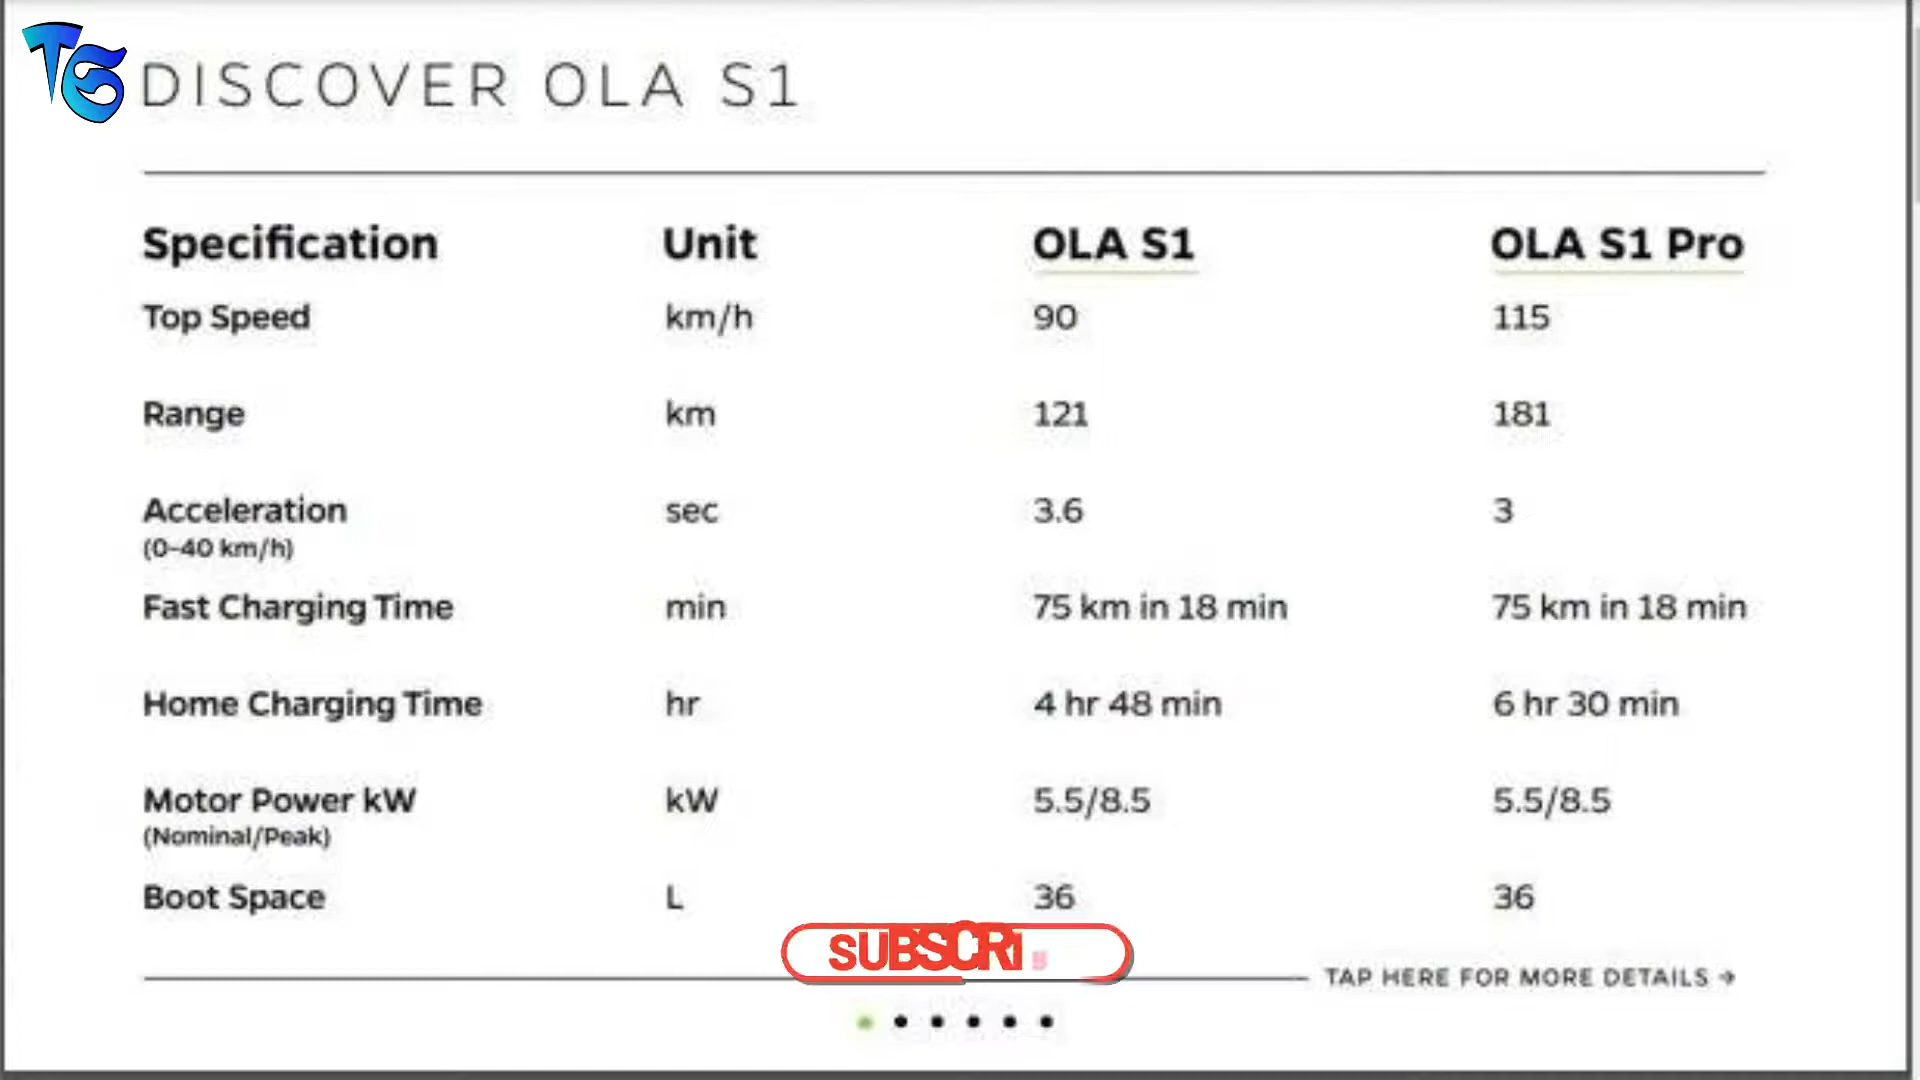 TS
DISCOVER OLA S1
Specification Unit OLA S1 OLA S1 Pro
Top Speed km/h 90 115
Range km 121 181
Acceleration sec 3.6 3
(0-40 km/h)
Fast Charging Time min 75 km in 18 min 75 km in 18 min
Home Charging Time hr 4 hr 48 min 6 hr 30 min
Motor Power kW kW 5.5/8.5 5.5/8.5
(Nominal/Peak)
Boot Space L 36 36
SUBSCRI
TAP HERE FOR MORE DETAILS →